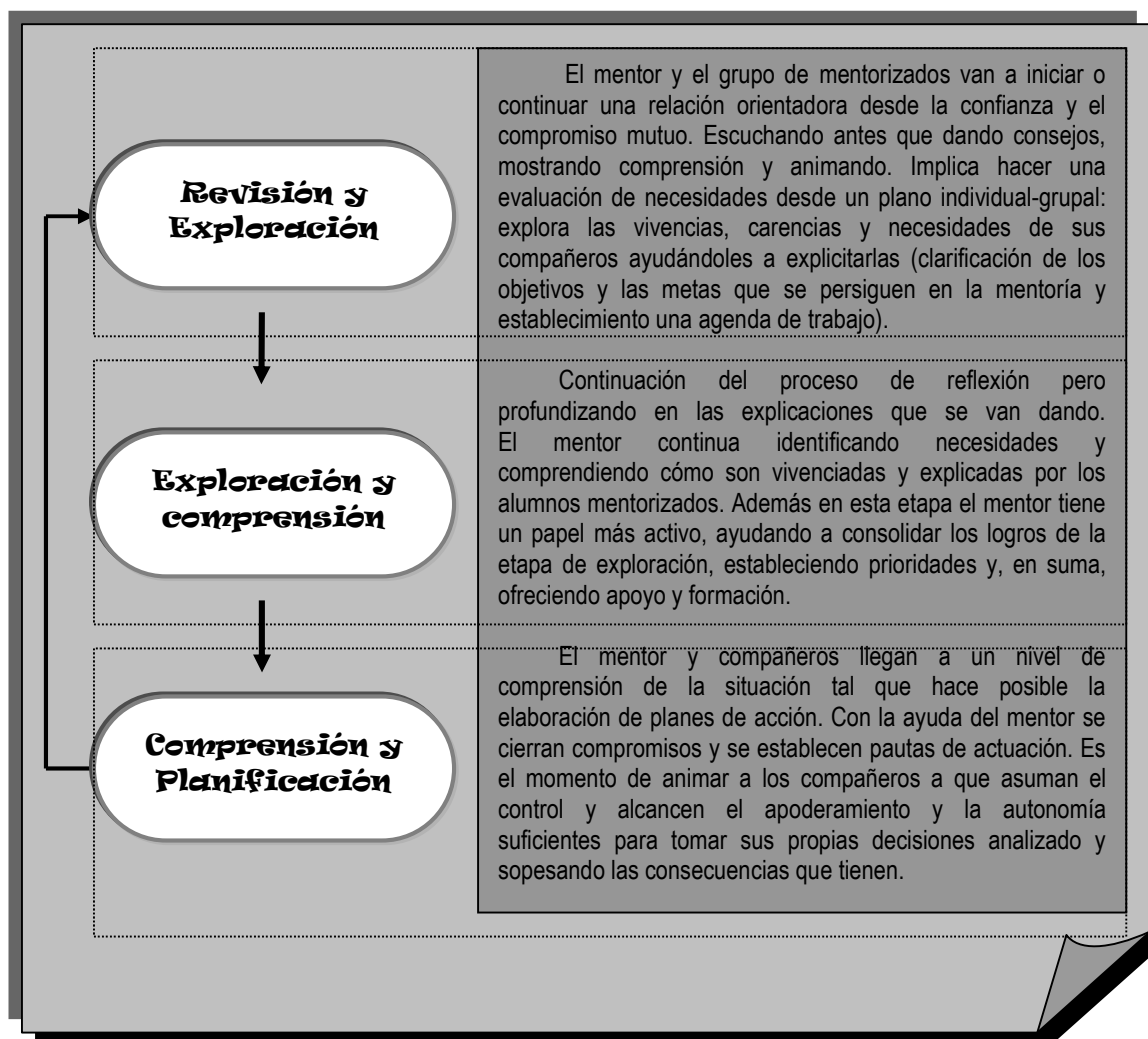 Revisión y
Exploración
El mentor y el grupo de mentorizados van a iniciar o
continuar una relación orientadora desde la confianza y el
compromiso mutuo. Escuchando antes que dando consejos,
mostrando comprensión y animando. Implica hacer una
evaluación de necesidades desde un plano individual-grupal:
explora las vivencias, carencias y necesidades de sus
compañeros ayudándoles a explicitarlas (clarificación de los
objetivos y las metas que se persiguen en la mentoría y
establecimiento una agenda de trabajo).
Exploración y
comprensión
Continuación del proceso de reflexión pero
profundizando en las explicaciones que se van dando.
El mentor continua identificando necesidades y
comprendiendo cómo son vivenciadas y explicadas por los
alumnos mentorizados. Además en esta etapa el mentor tiene
un papel más activo, ayudando a consolidar los logros de la
etapa de exploración, estableciendo prioridades y, en suma,
ofreciendo apoyo y formación.
Comprensión y
Planificación
El mentor y compañeros llegan a un nivel de
comprensión de la situación tal que hace posible la
elaboración de planes de acción. Con la ayuda del mentor se
cierran compromisos y se establecen pautas de actuación. Es
el momento de animar a los compañeros a que asuman el
control y alcancen el apoderamiento y la autonomía
suficientes para tomar sus propias decisiones analizado y
sopesando las consecuencias que tienen.